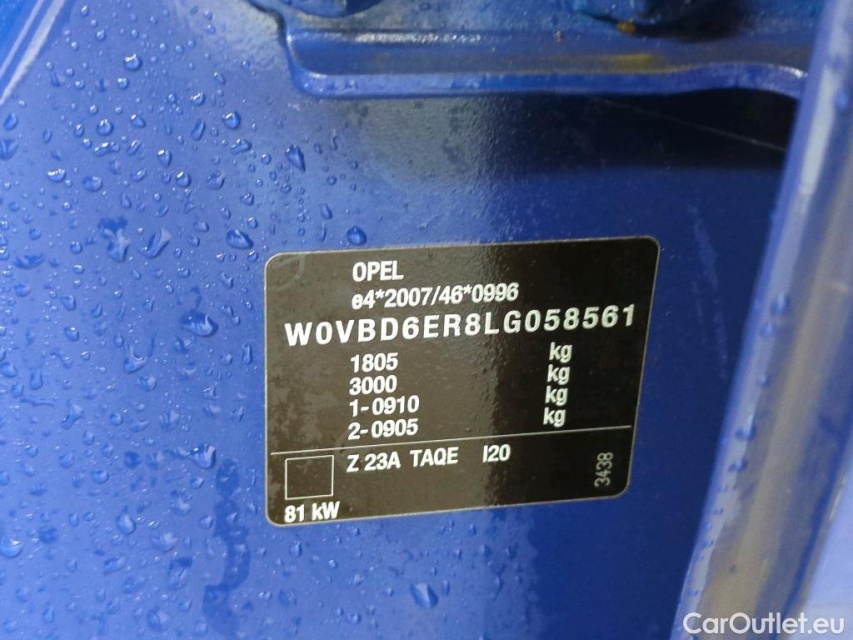 OPEL
e4*2007/46*0996
W0VBD6ER8LG058561
1805 kg
3000 kg
1-0910 kg
2-0905 kg
Z 23A TAQE I20
3438
81 kW
CarOutlet.eu